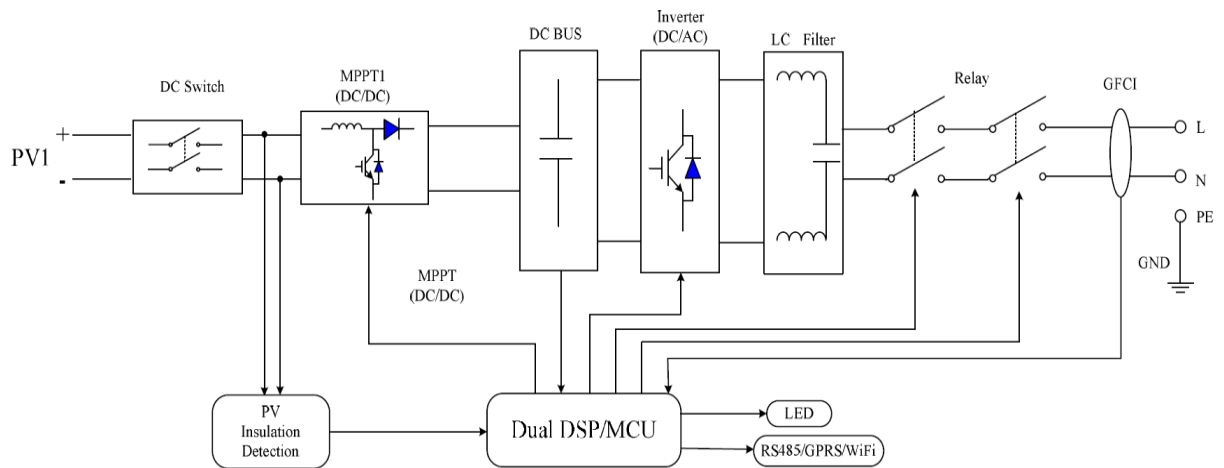 Inverter
(DC/AC)
DC BUS
LC Filter
MPPT1
(DC/DC)
DC Switch
Relay
GFCI
PV1
+
-
L
N
PE
GND
MPPT
(DC/DC)
PV
Insulation
Detection
Dual DSP/MCU
LED
RS485/GPRS/WiFi